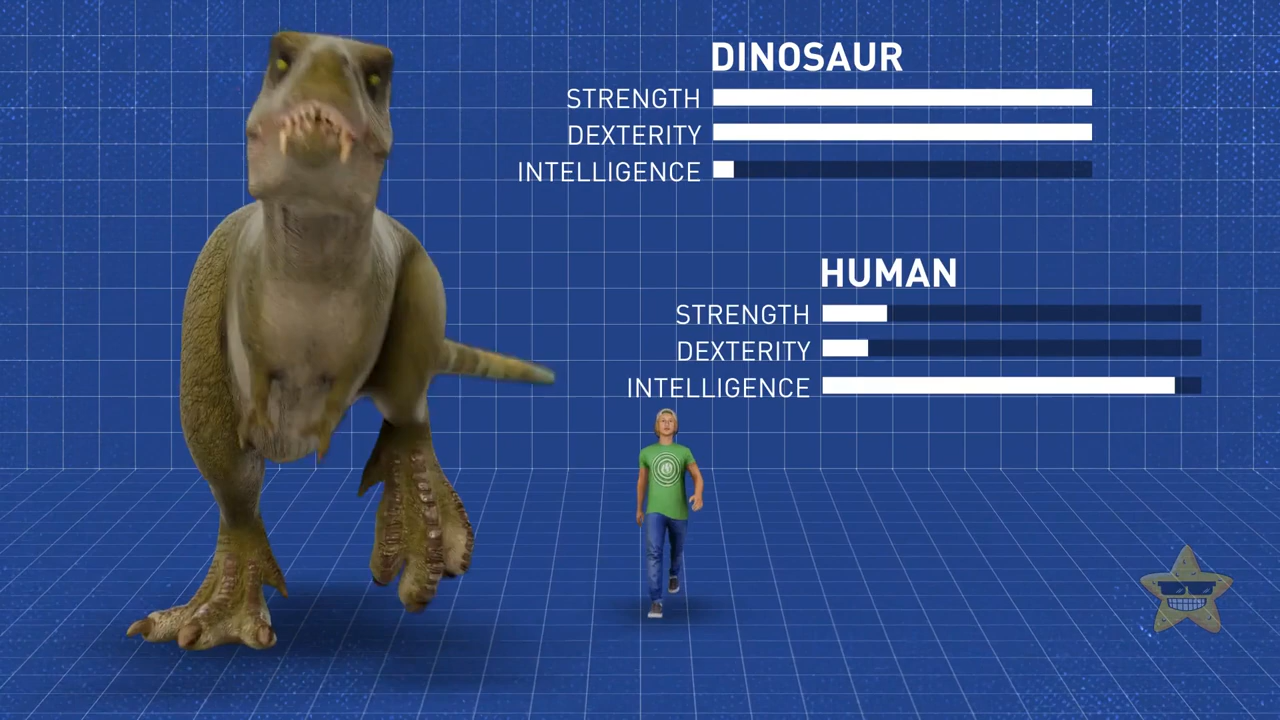 DINOSAUR
STRENGTH
DEXTERITY
INTELLIGENCE
HUMAN
STRENGTH
DEXTERITY
INTELLIGENCE